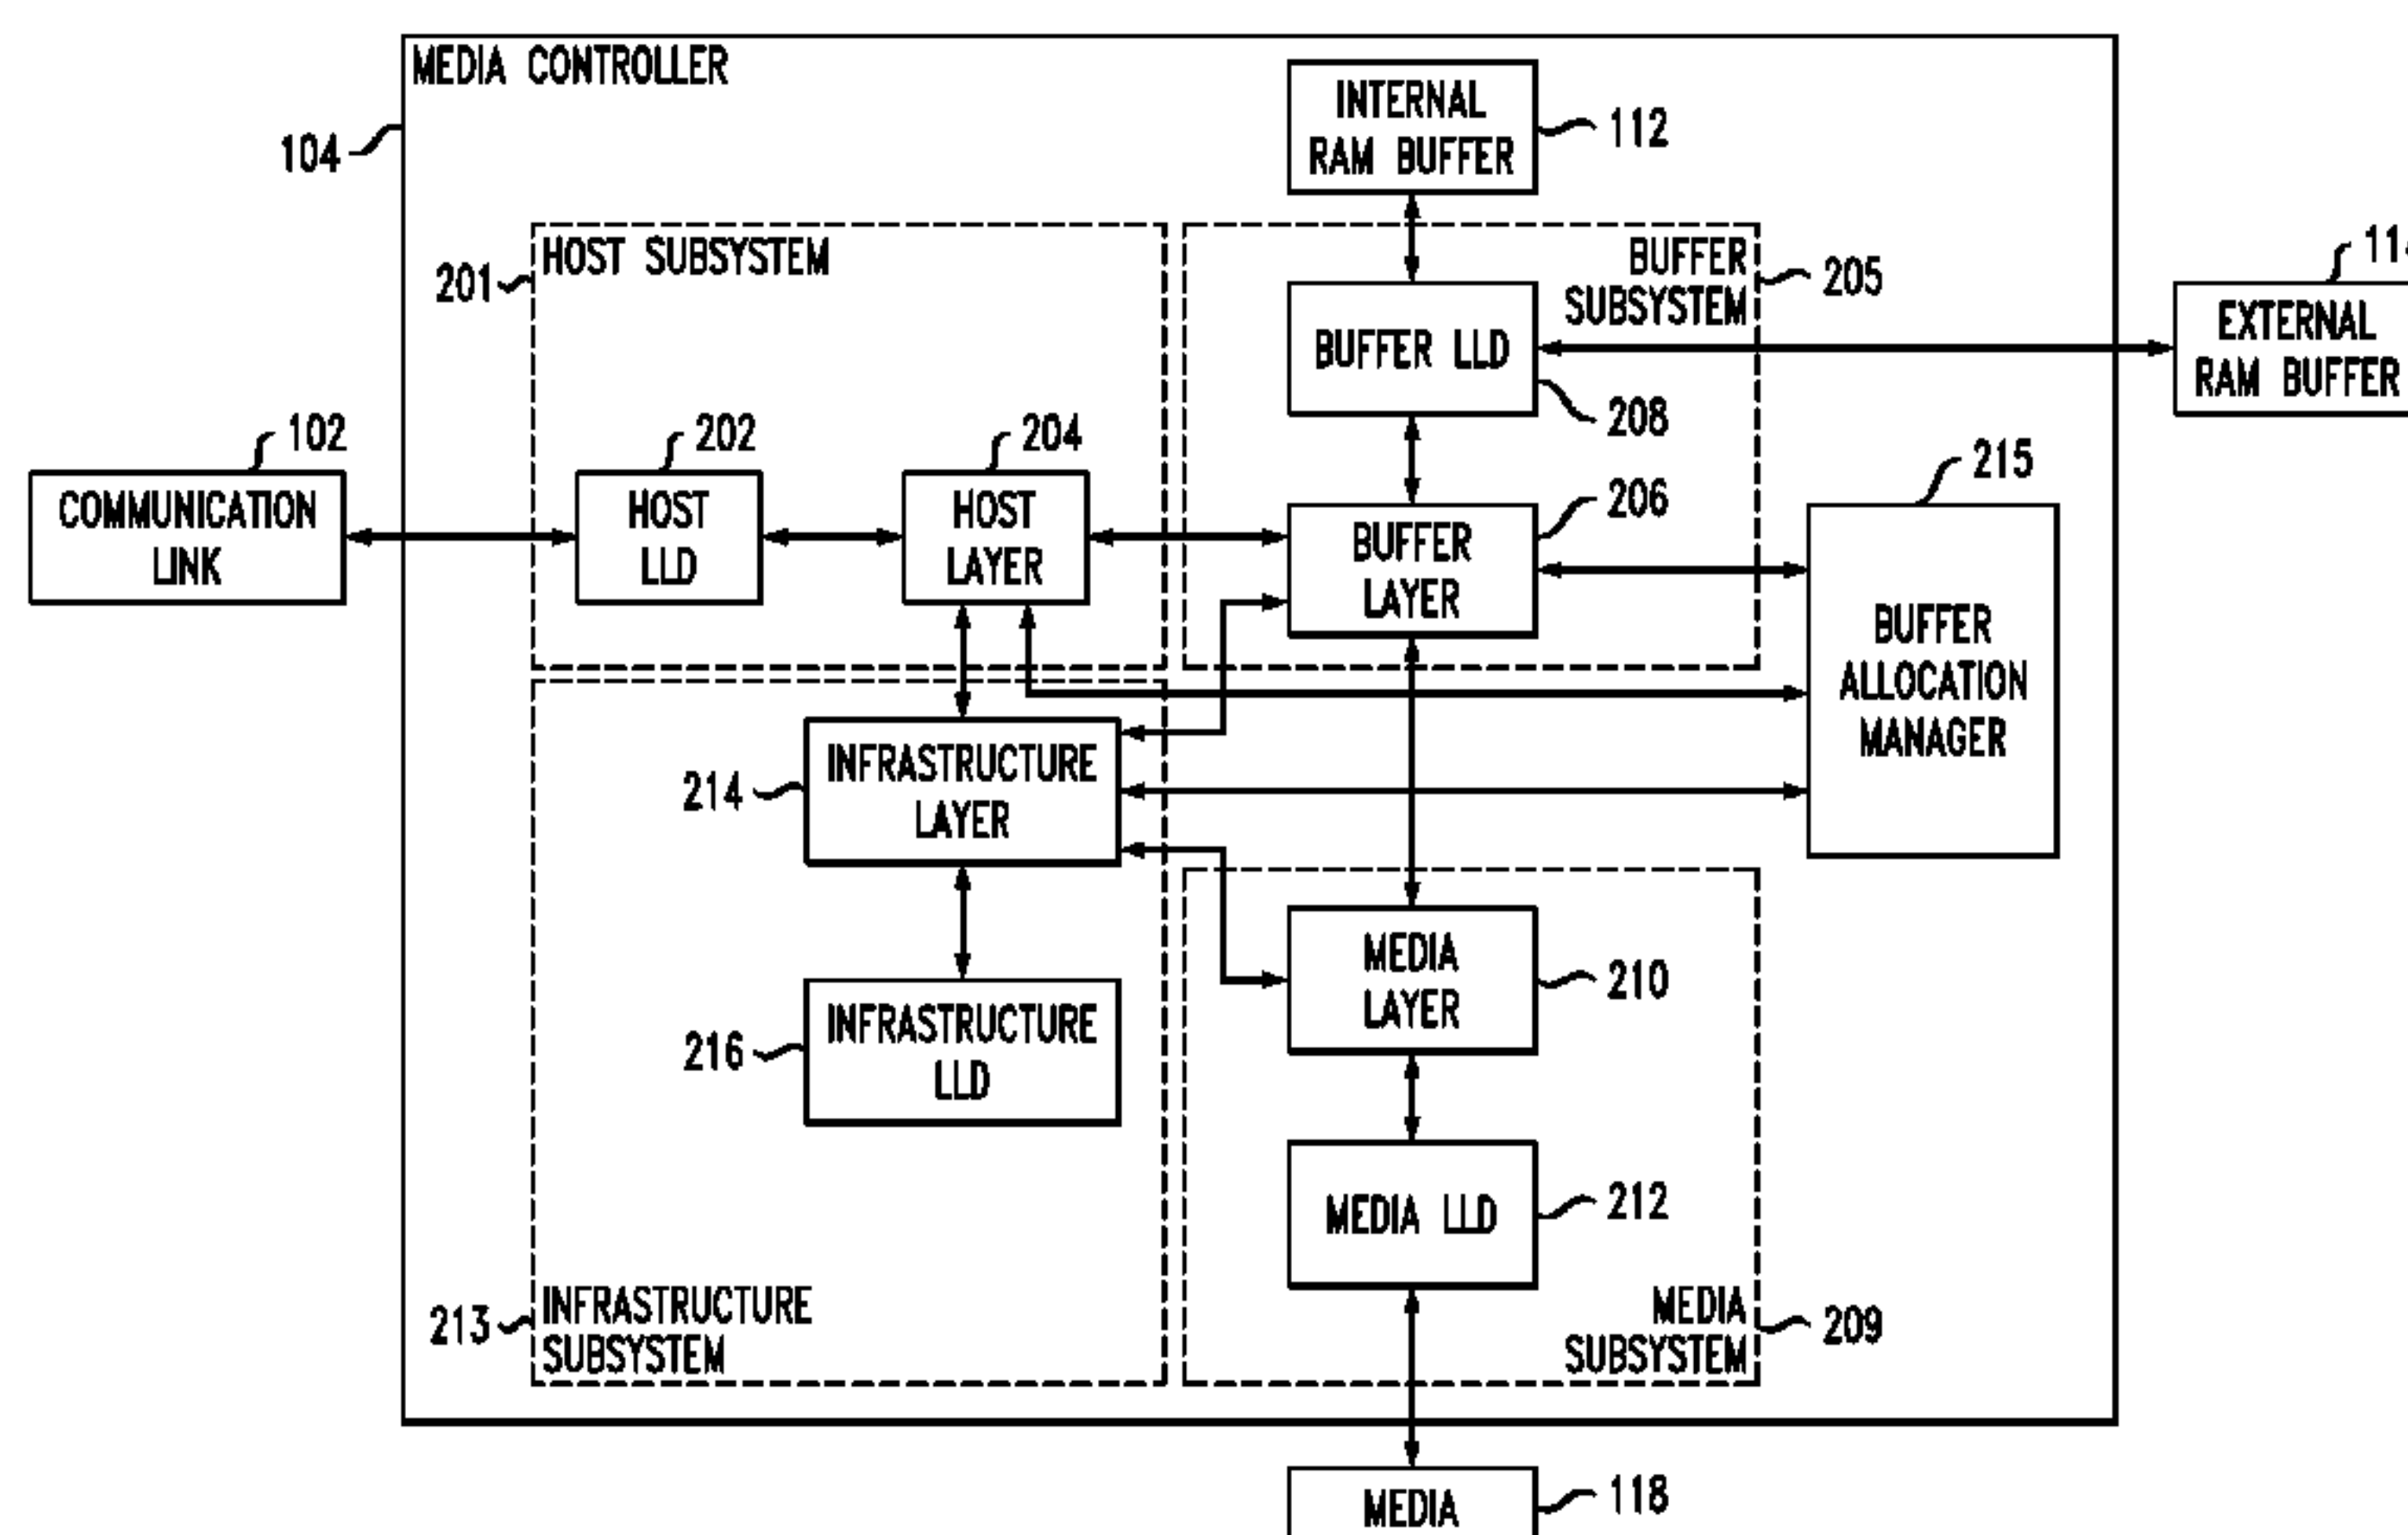 MEDIA CONTROLLER
104
INTERNAL
RAM BUFFER
112
HOST SUBSYSTEM
201
BUFFER
SUBSYSTEM
205
BUFFER LLD
208
EXTERNAL
RAM BUFFER
COMMUNICATION
LINK
102
HOST
LLD
202
HOST
LAYER
204
BUFFER
LAYER
206
215
BUFFER
ALLOCATION
MANAGER
INFRASTRUCTURE
LAYER
214
INFRASTRUCTURE
LLD
216
MEDIA
LAYER
210
MEDIA LLD
212
213
INFRASTRUCTURE
SUBSYSTEM
MEDIA
SUBSYSTEM
209
MEDIA
118